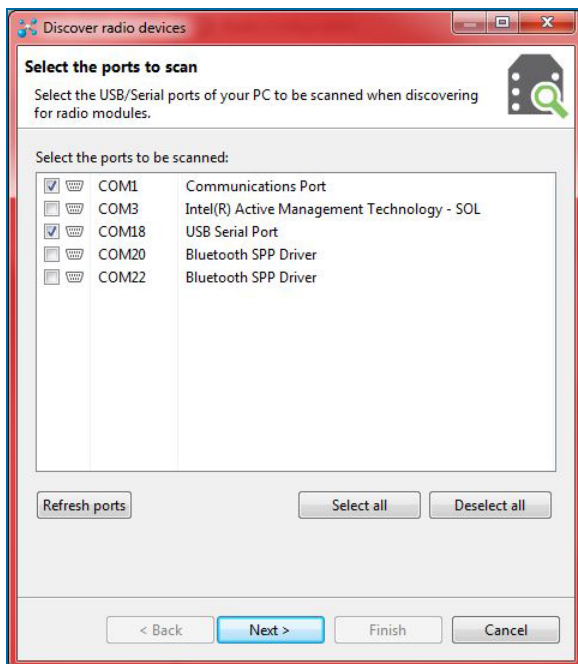 Discover radio devices
Select the ports to scan
Select the USB/Serial ports of your PC to be scanned when discovering
for radio modules.
Select the ports to be scanned:
COM1 Communications Port
COM3 Intel(R) Active Management Technology - SOL
COM18 USB Serial Port
COM20 Bluetooth SPP Driver
COM22 Bluetooth SPP Driver
Refresh ports Select all Deselect all
< Back Next > Finish Cancel